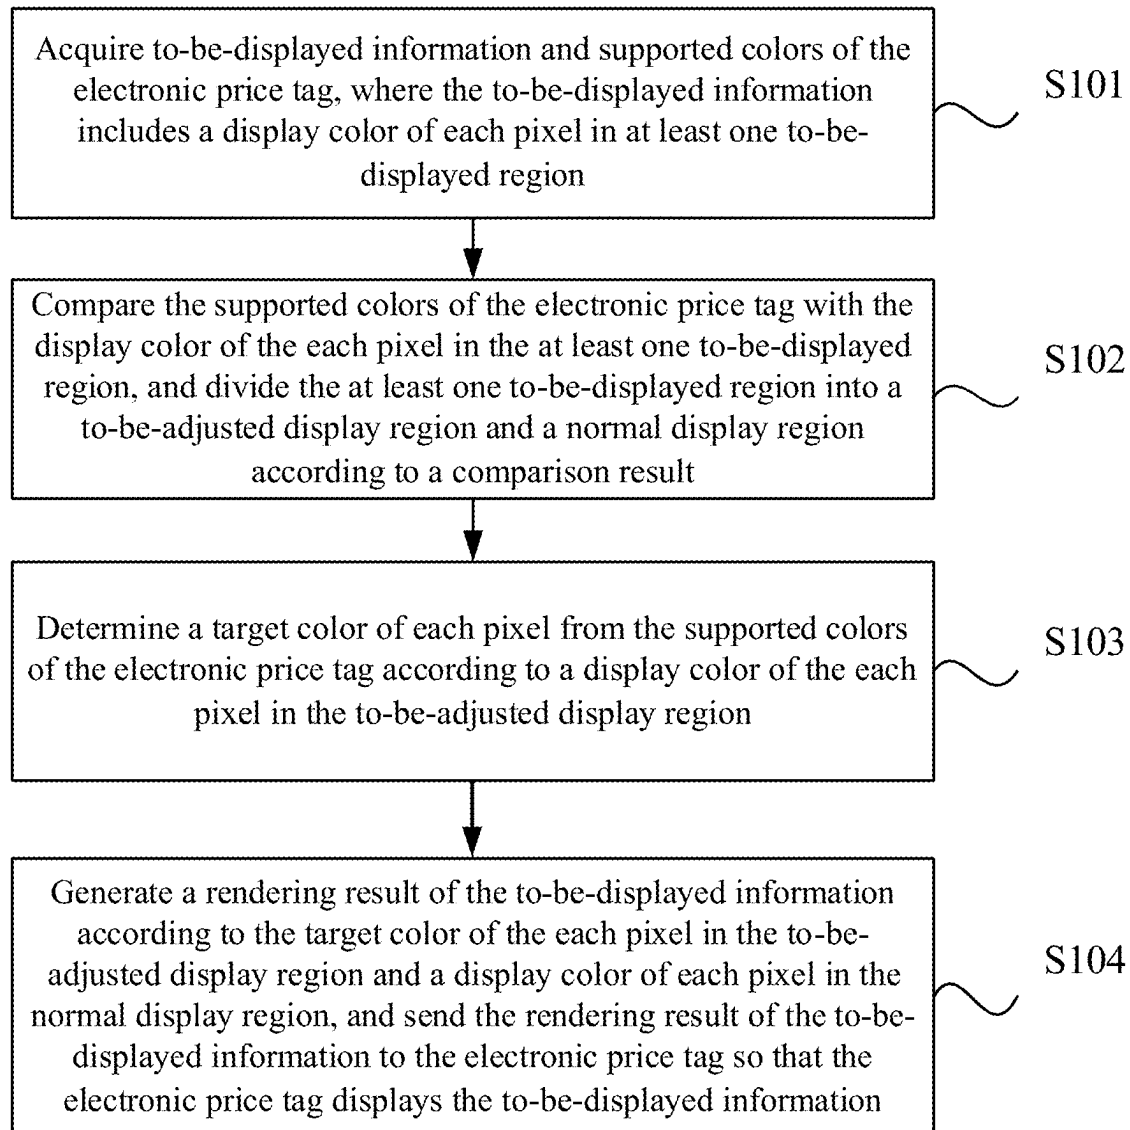 Acquire to-be-displayed information and supported colors of the
electronic price tag, where the to-be-displayed information
includes a display color of each pixel in at least one to-be-
displayed region
S101
Compare the supported colors of the electronic price tag with the
display color of the each pixel in the at least one to-be-displayed
region, and divide the at least one to-be-displayed region into a
to-be-adjusted display region and a normal display region
according to a comparison result
S102
Determine a target color of each pixel from the supported colors
of the electronic price tag according to a display color of the each
pixel in the to-be-adjusted display region
S103
Generate a rendering result of the to-be-displayed information
according to the target color of the each pixel in the to-be-
adjusted display region and a display color of each pixel in the
normal display region, and send the rendering result of the to-be-
displayed information to the electronic price tag so that the
electronic price tag displays the to-be-displayed information
S104